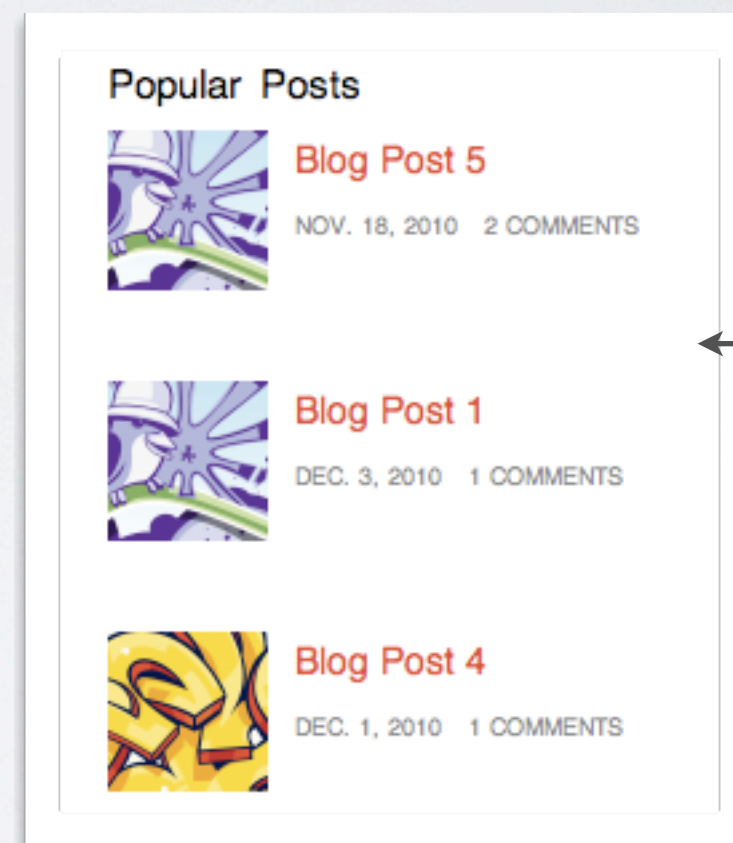 Popular Posts
Blog Post 5
NOV. 18, 2010 2 COMMENTS
Blog Post 1
DEC. 3, 2010 1 COMMENTS
Blog Post 4
DEC. 1, 2010 1 COMMENTS